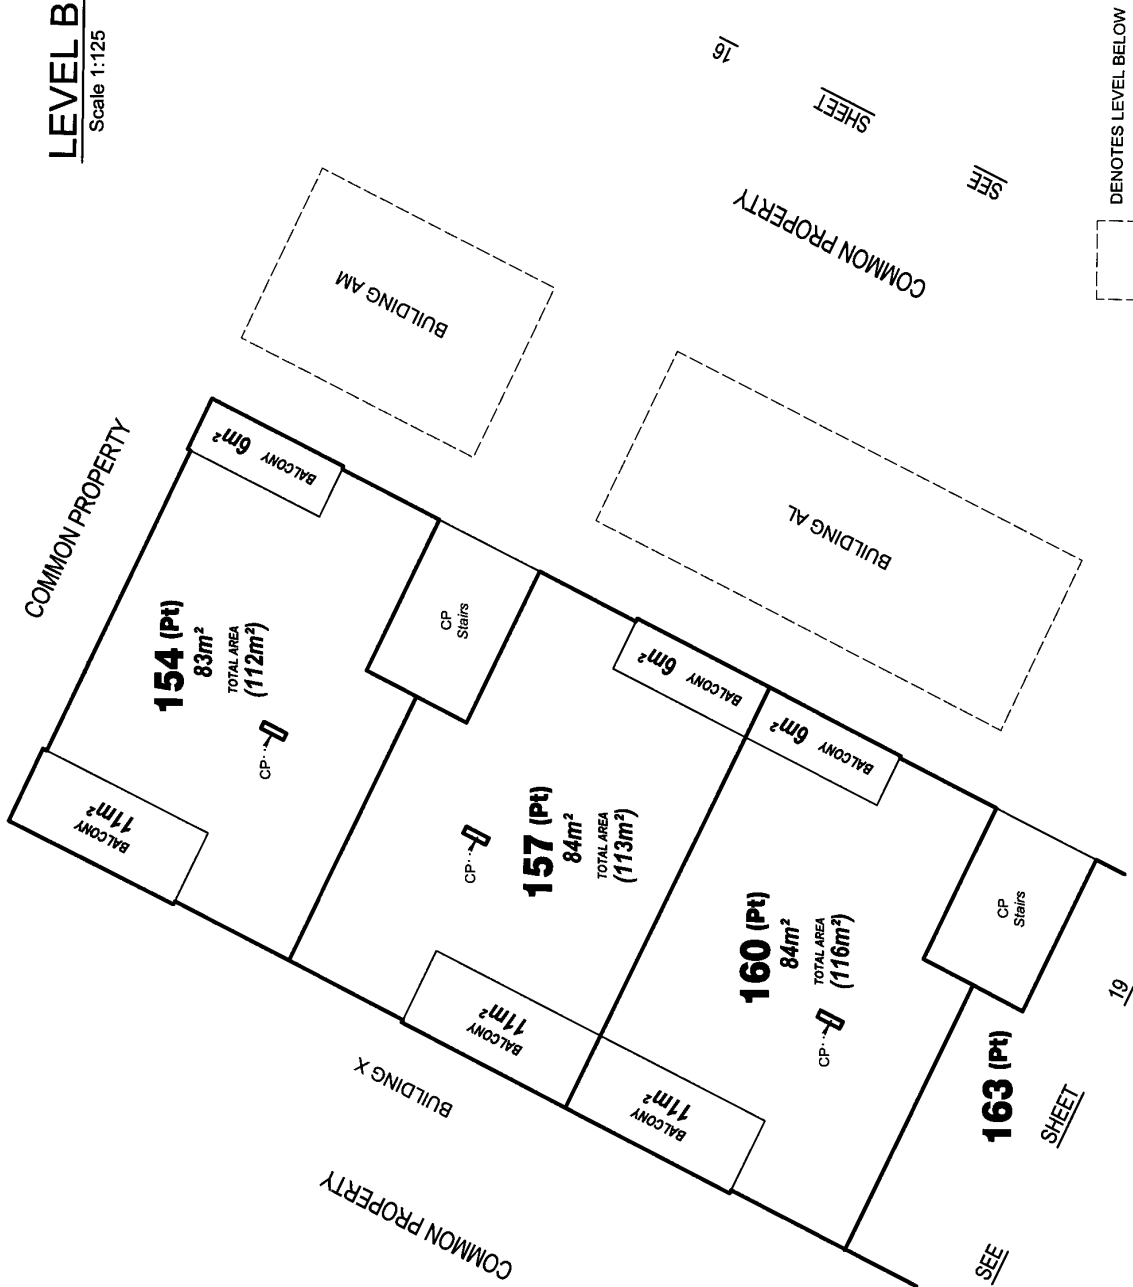 LEVEL B
Scale 1:125
16
SHEET
SEE
COMMON PROPERTY
DENOTES LEVEL BELOW
BUILDING AM
BUILDING AL
COMMON PROPERTY
6m²
BALCONY
154 (Pt)
83m²
TOTAL AREA
(112m²)
CP
BALCONY
11m²
CP
Stairs
6m²
BALCONY
157 (Pt)
84m²
TOTAL AREA
(113m²)
CP
BALCONY
11m²
6m²
BALCONY
160 (Pt)
84m²
TOTAL AREA
(116m²)
CP
BALCONY
11m²
CP
Stairs
BUILDING X
COMMON PROPERTY
163 (Pt)
SEE
SHEET
19